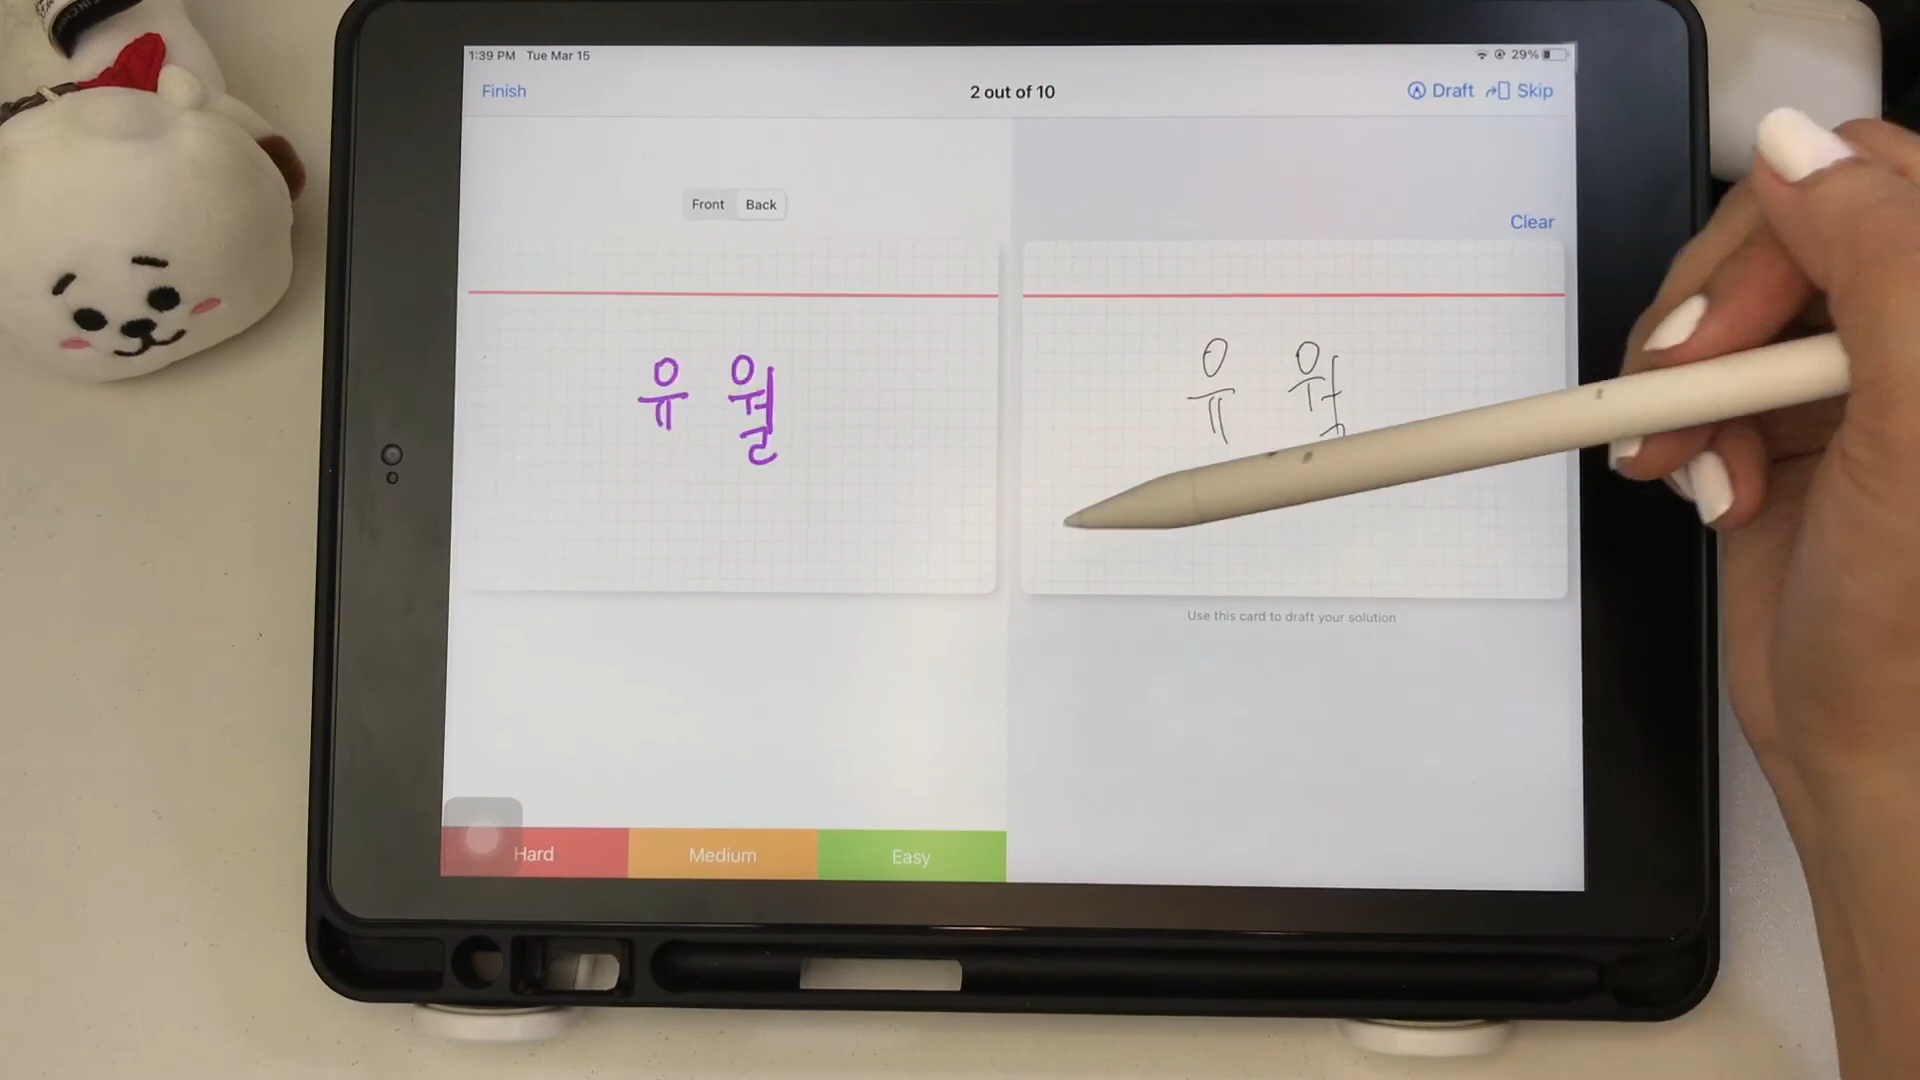 1:39 PM Tue Mar 15 29%
Finish 2 out of 10 Draft Skip
Front Back
Clear
유 월
유
Use this card to draft your solution
Hard Medium Easy